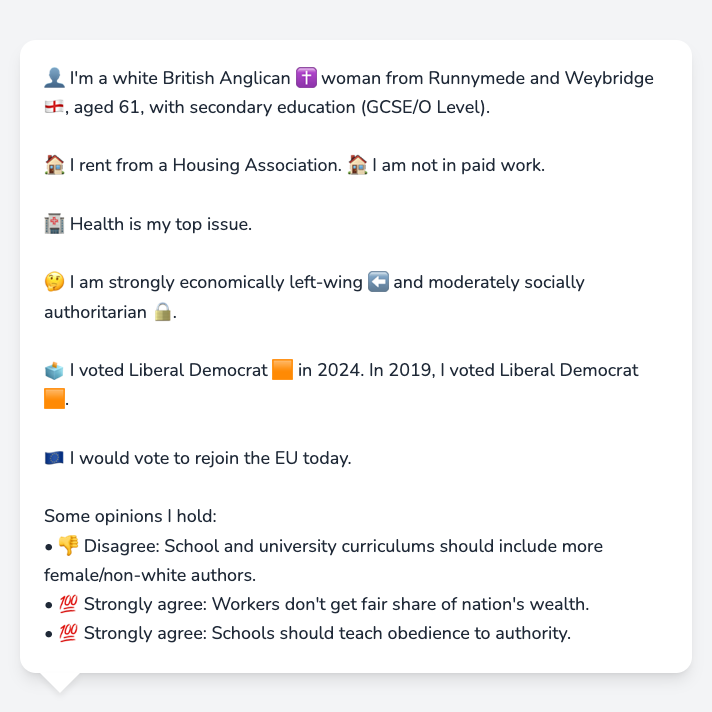 👤 I'm a white British Anglican ✝️ woman from Runnymede and Weybridge
🏴󠁧󠁢󠁥󠁮󠁧󠁿, aged 61, with secondary education (GCSE/O Level).
🏠 I rent from a Housing Association. 🏠 I am not in paid work.
🏥 Health is my top issue.
🤔 I am strongly economically left-wing ⬅️ and moderately socially
authoritarian 🔒.
🗳️ I voted Liberal Democrat 🟧 in 2024. In 2019, I voted Liberal Democrat
🟧.
🇪🇺 I would vote to rejoin the EU today.
Some opinions I hold:
• 👎 Disagree: School and university curriculums should include more
female/non-white authors.
• 💯 Strongly agree: Workers don't get fair share of nation's wealth.
• 💯 Strongly agree: Schools should teach obedience to authority.